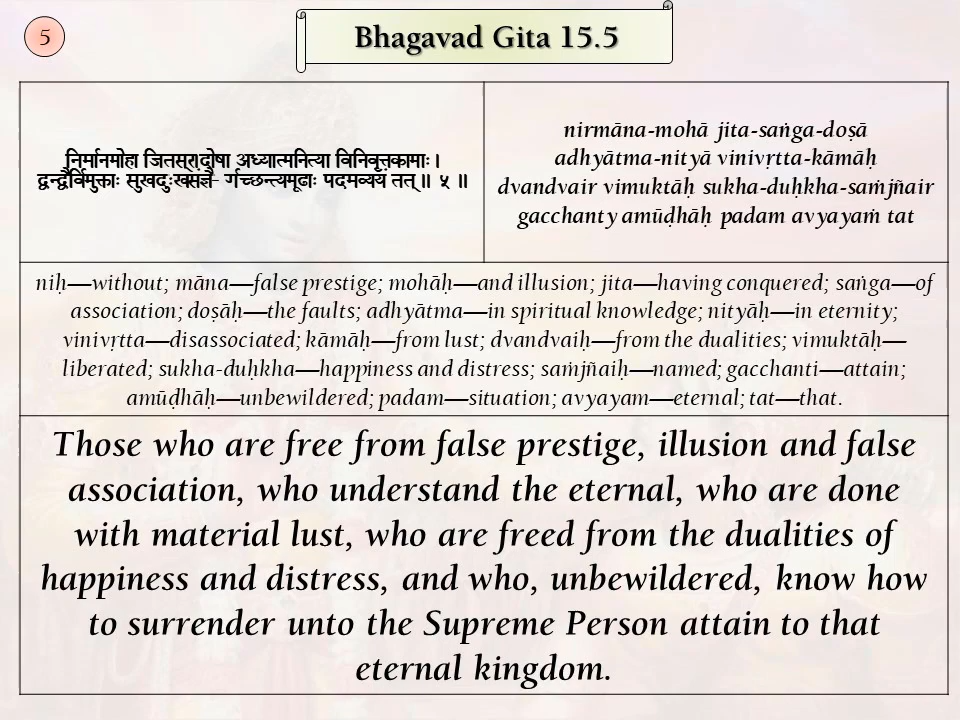 5
Bhagavad Gita 15.5
निर्मानमोहा जितसङ्गदोषा अध्यात्मनित्या विनिवृत्तकामाः ।
द्वन्द्वैर्विमुक्ताः सुखदुःखसंज्ञै- र्गच्छन्त्यमूढाः पदमव्ययं तत् ॥ ५ ॥
nirmāna-mohā jita-saṅga-doṣā
adhyātma-nityā vinivṛtta-kāmāḥ
dvandvair vimuktāḥ sukha-duḥkha-saṁjñair
gacchanty amūḍhāḥ padam avyayaṁ tat
niḥ—without; māna—false prestige; mohāḥ—and illusion; jita—having conquered; saṅga—of
association; doṣāḥ—the faults; adhyātma—in spiritual knowledge; nityāḥ—in eternity;
vinivṛtta—disassociated; kāmāḥ—from lust; dvandvaiḥ—from the dualities; vimuktāḥ—
liberated; sukha-duḥkha—happiness and distress; saṁjñaiḥ—named; gacchanti—attain;
amūḍhāḥ—unbewildered; padam—situation; avyayam—eternal; tat—that.
Those who are free from false prestige, illusion and false
association, who understand the eternal, who are done
with material lust, who are freed from the dualities of
happiness and distress, and who, unbewildered, know how
to surrender unto the Supreme Person attain to that
eternal kingdom.